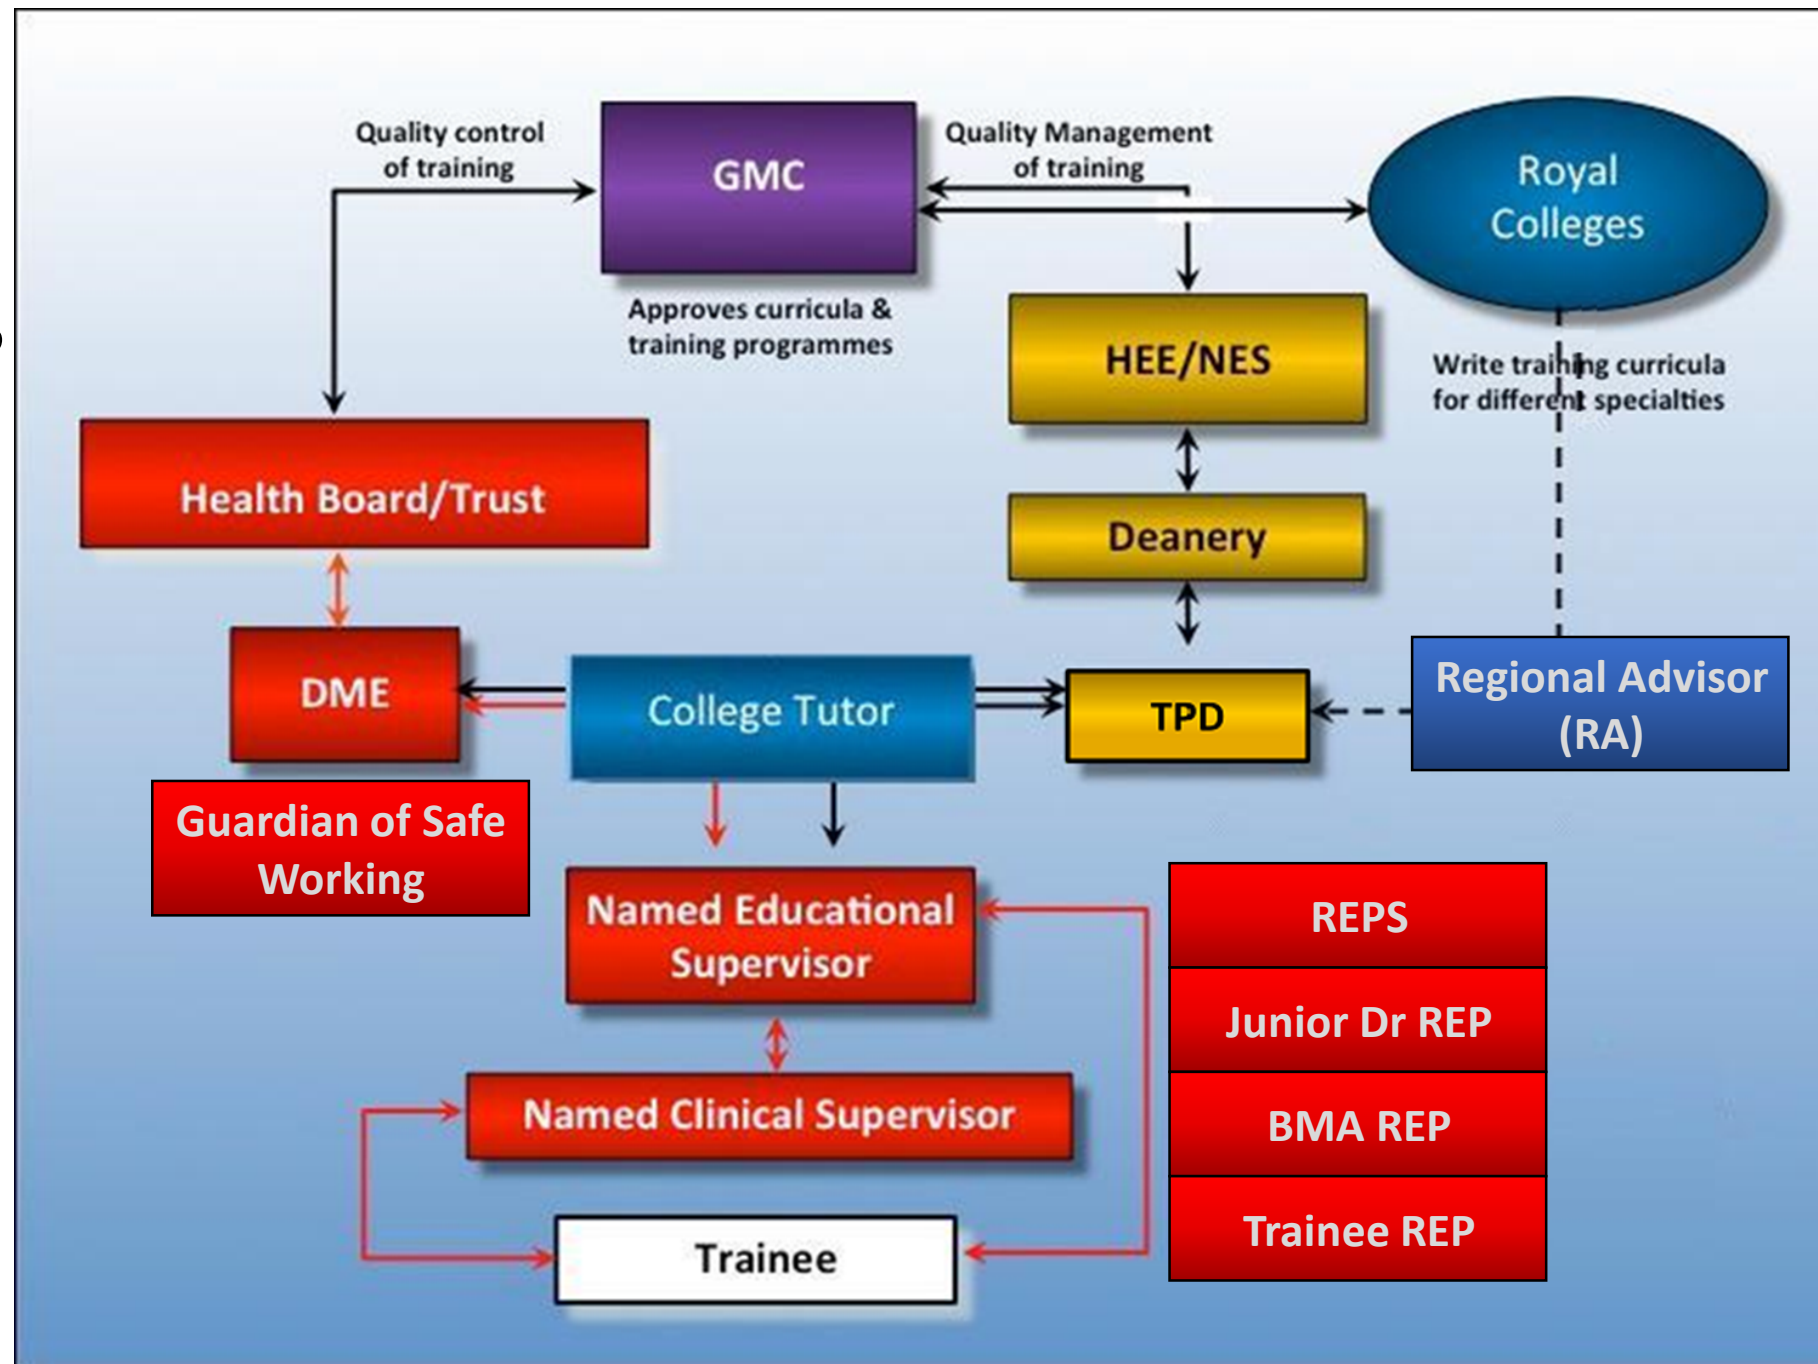 Quality control
of training
GMC
Quality Management
of training
Royal
Colleges
Approves curricula &
training programmes
HEE/NES
Write training curricula
for different specialties
Health Board/Trust
Deanery
DME
College Tutor
TPD
Regional Advisor
(RA)
Guardian of Safe
Working
Named Educational
Supervisor
REPS
Junior Dr REP
Named Clinical Supervisor
BMA REP
Trainee
Trainee REP